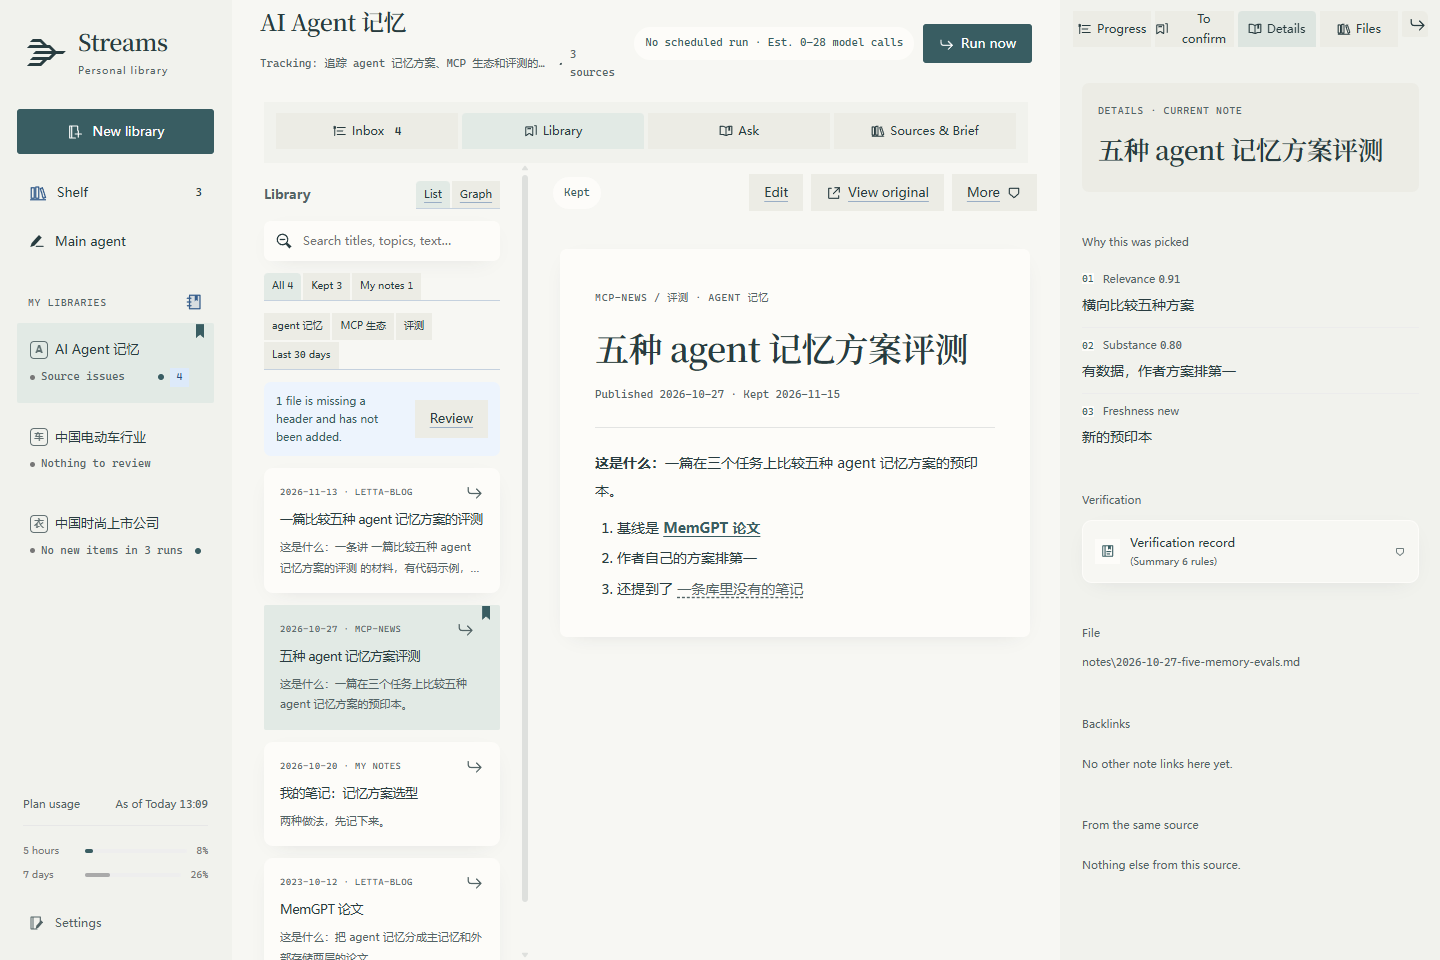 Streams
Personal library
New library
Shelf 3
Main agent
MY LIBRARIES
A AI Agent 记忆
Source issues 4
车 中国电动车行业
Nothing to review
衣 中国时尚上市公司
No new items in 3 runs
Plan usage As of Today 13:09
5 hours 8%
7 days 26%
Settings
AI Agent 记忆
Tracking: 追踪 agent 记忆方案、MCP 生态和评测的… · 3 sources
No scheduled run · Est. 0–28 model calls
Run now
Inbox 4
Library
Ask
Sources & Brief
Library
List
Graph
Search titles, topics, text...
All 4
Kept 3
My notes 1
agent 记忆
MCP 生态
评测
Last 30 days
1 file is missing a
header and has not
been added.
Review
2026-11-13 · LETTA-BLOG
一篇比较五种 agent 记忆方案的评测
这是什么：一条讲 一篇比较五种 agent
记忆方案的评测 的材料，有代码示例，…
2026-10-27 · MCP-NEWS
五种 agent 记忆方案评测
这是什么：一篇在三个任务上比较五种
agent 记忆方案的预印本。
2026-10-20 · MY NOTES
我的笔记：记忆方案选型
两种做法，先记下来。
2023-10-12 · LETTA-BLOG
MemGPT 论文
这是什么：把 agent 记忆分成主记忆和外
部存储两层的论文
Kept
Edit
View original
More
MCP-NEWS / 评测 · AGENT 记忆
五种 agent 记忆方案评测
Published 2026-10-27 · Kept 2026-11-15
这是什么：一篇在三个任务上比较五种 agent 记忆方案的预印
本。
1. 基线是 MemGPT 论文
2. 作者自己的方案排第一
3. 还提到了 一条库里没有的笔记
Progress
To confirm
Details
Files
DETAILS · CURRENT NOTE
五种 agent 记忆方案评测
Why this was picked
01 Relevance 0.91
横向比较五种方案
02 Substance 0.80
有数据，作者方案排第一
03 Freshness new
新的预印本
Verification
Verification record
(Summary 6 rules)
File
notes\2026-10-27-five-memory-evals.md
Backlinks
No other note links here yet.
From the same source
Nothing else from this source.